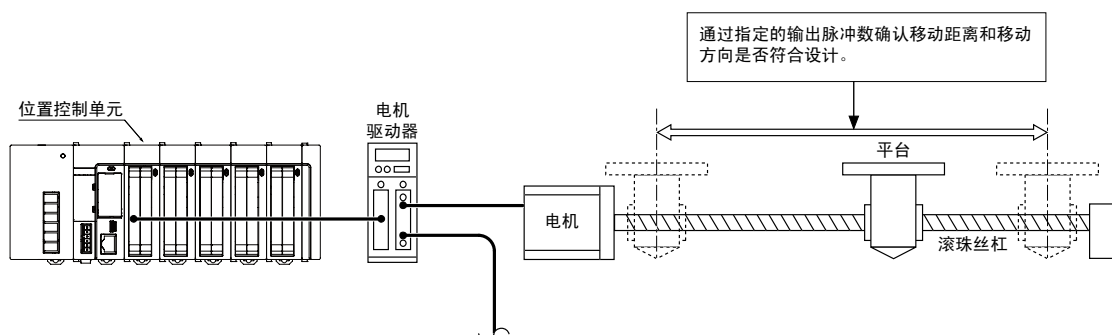 通过指定的输出脉冲数确认移动距离和移动
方向是否符合设计。
位置控制单元
电机
驱动器
平台
电机
滚珠丝杠